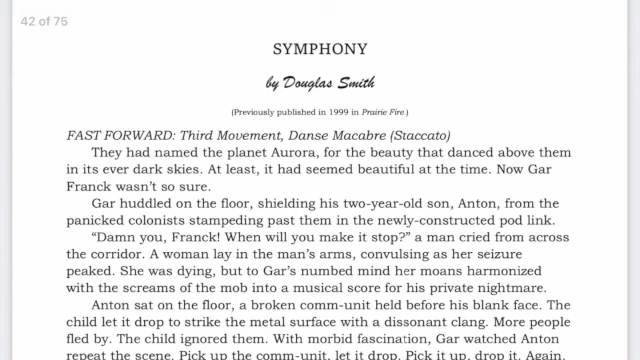 42 of 75
SYMPHONY
by Douglas Smith
(Previously published in 1999 in Prairie Fire.)
FAST FORWARD: Third Movement, Danse Macabre (Staccato)
They had named the planet Aurora, for the beauty that danced above them
in its ever dark skies. At least, it had seemed beautiful at the time. Now Gar
Franck wasn’t so sure.
Gar huddled on the floor, shielding his two-year-old son, Anton, from the
panicked colonists stampeding past them in the newly-constructed pod link.
“Damn you, Franck! When will you make it stop?” a man cried from across
the corridor. A woman lay in the man’s arms, convulsing as her seizure
peaked. She was dying, but to Gar’s numbed mind her moans harmonized
with the screams of the mob into a musical score for his private nightmare.
Anton sat on the floor, a broken comm-unit held before his blank face. The
child let it drop to strike the metal surface with a dissonant clang. More people
fled by. The child ignored them. With morbid fascination, Gar watched Anton
repeat the scene. Pick up the comm-unit, let it drop. Pick it up, drop it. Again.